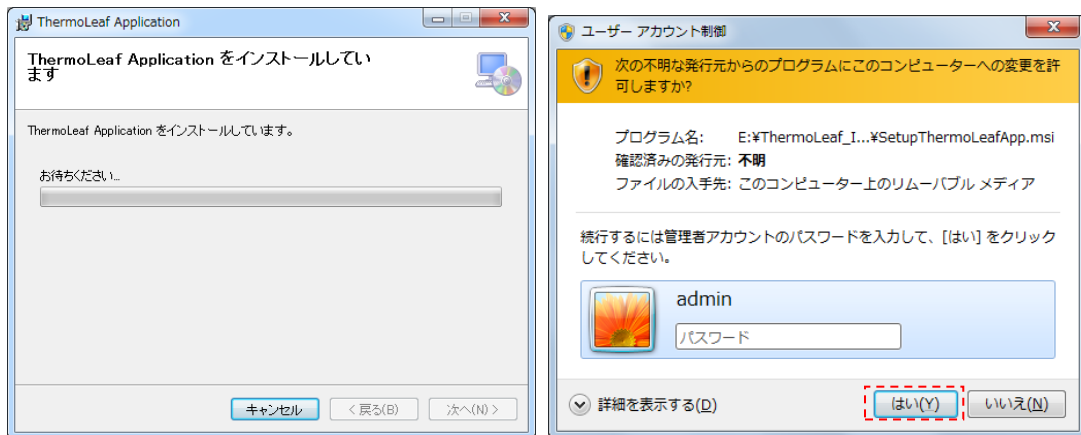 ThermoLeaf Application
ThermoLeaf Application をインストールしてい
ます
ThermoLeaf Application をインストールしています。
お待ちください...
キャンセル
< 戻る(B)
次へ(N) >
ユーザー アカウント制御
次の不明な発行元からのプログラムにこのコンピューターへの変更を許
可しますか?
プログラム名: E:¥ThermoLeaf_I...¥SetupThermoLeafApp.msi
確認済みの発行元: 不明
ファイルの入手先: このコンピューター上のリムーバブル メディア
続行するには管理者アカウントのパスワードを入力して、[はい] をクリック
してください。
admin
パスワード
詳細を表示する(D)
はい(Y)
いいえ(N)